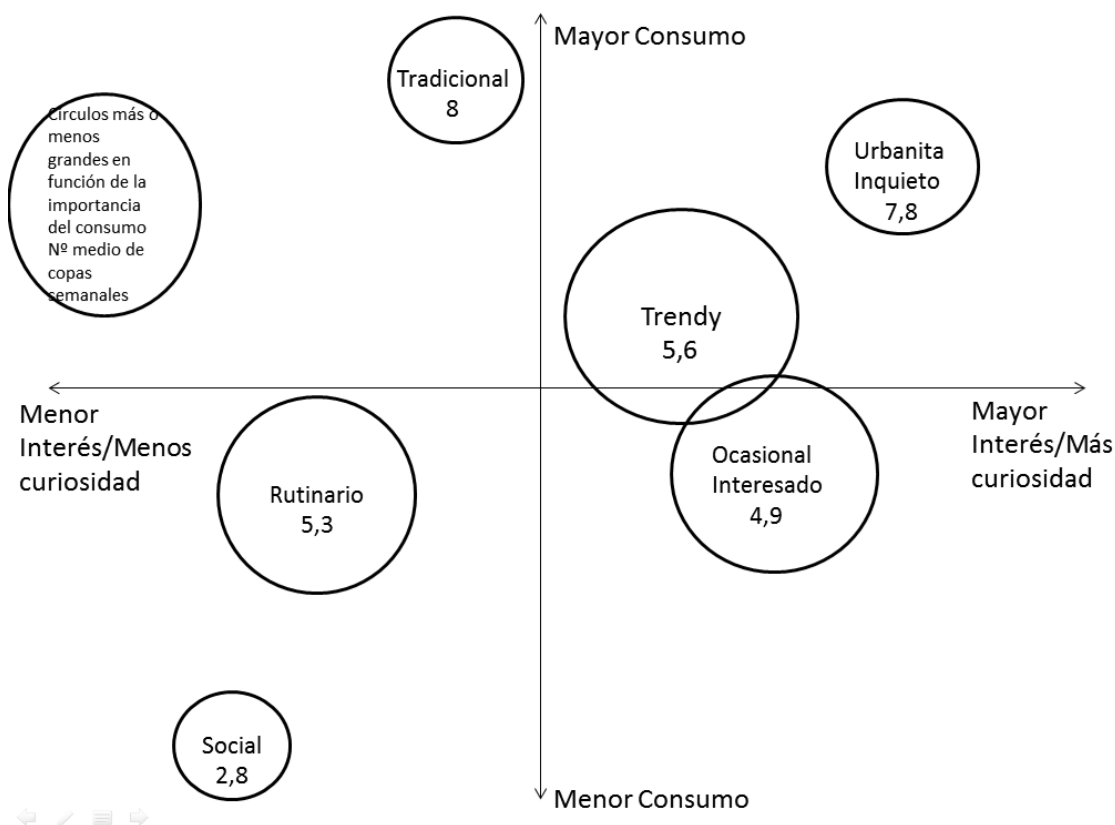 Mayor Consumo
Tradicional
8
Círculos más o
menos
grandes en
función de la
importancia
del consumo
Nº medio de
copas
semanales
Urbanita
Inquieto
7,8
Trendy
5,6
Menor
Interés/Menos
curiosidad
Mayor
Interés/Más
curiosidad
Rutinario
5,3
Ocasional
Interesado
4,9
Social
2,8
Menor Consumo